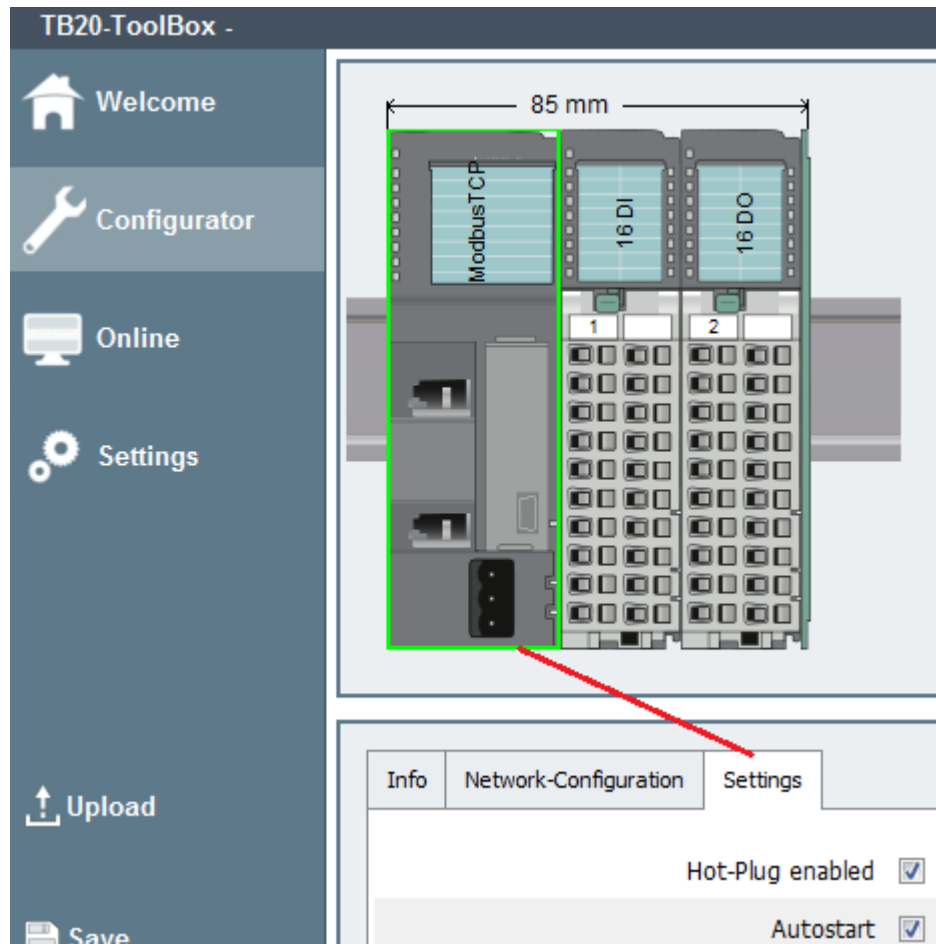 TB20-ToolBox -
Welcome
Configurator
Online
Settings
Upload
Save
85 mm
ModbusTCP
16 DI
16 DO
1
2
Info
Network-Configuration
Settings
Hot-Plug enabled
Autostart